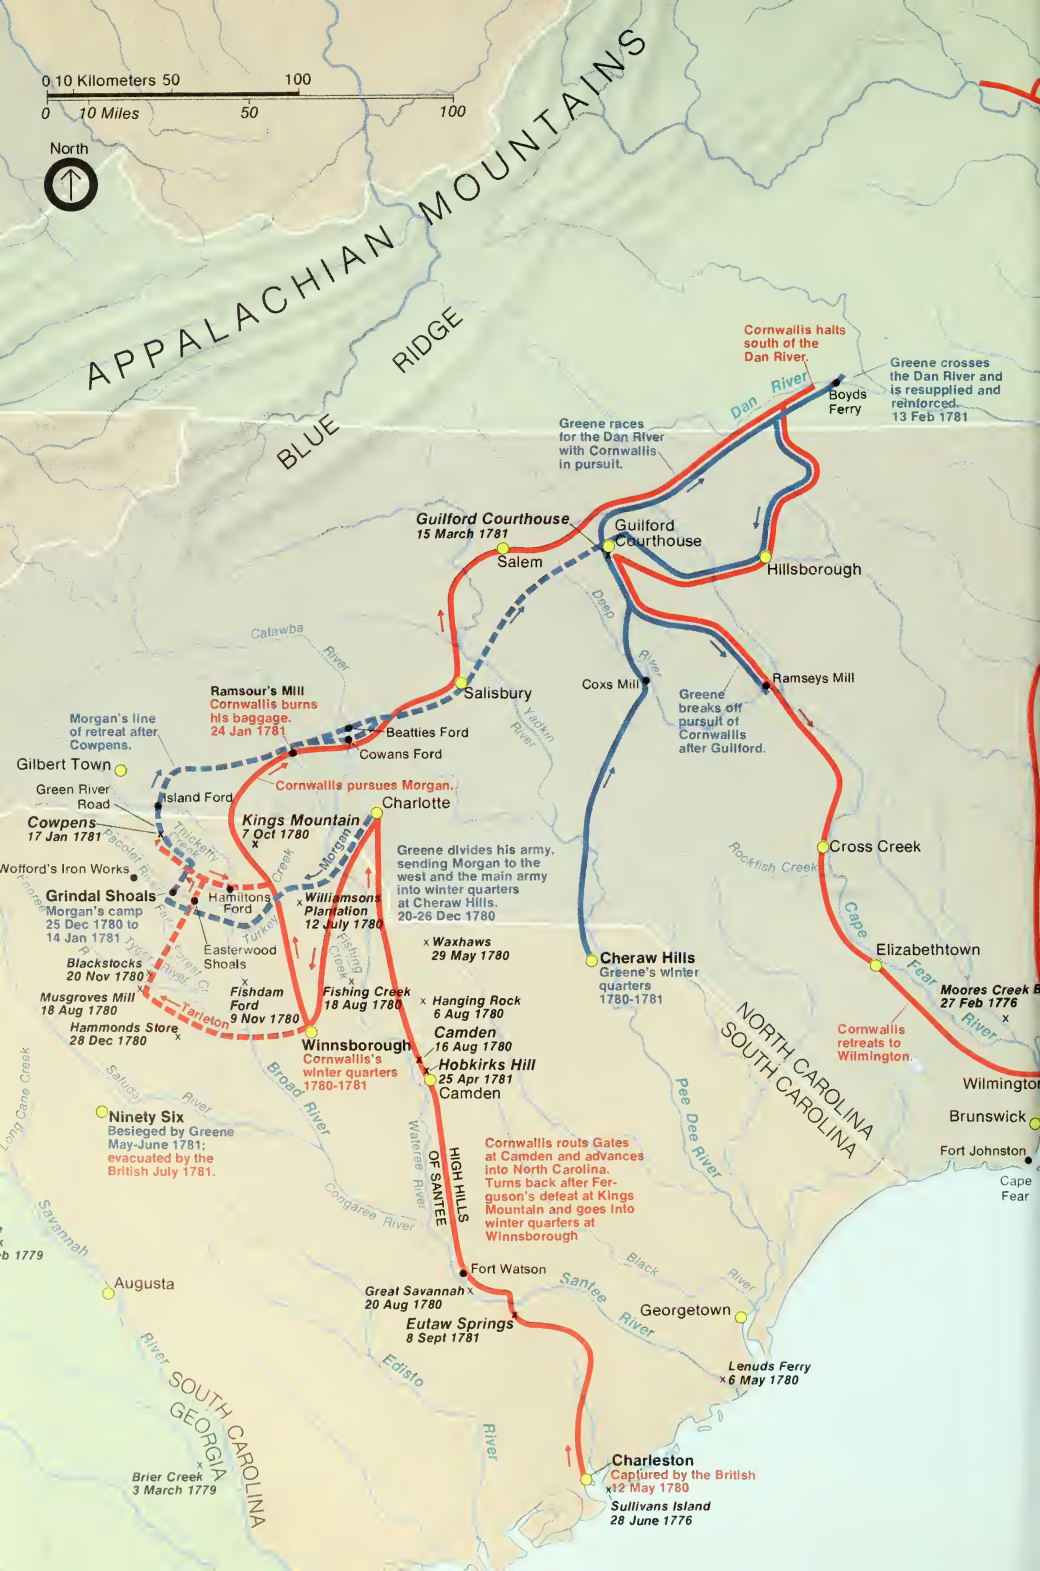 0 10 Kilometers 50 100
0 10 Miles 50 100
North
APPALACHIAN MOUNTAINS
BLUE RIDGE
Cornwallis halts
south of the
Dan River.
Dan River
Greene crosses
the Dan River and
is resupplied and
reinforced.
13 Feb 1781
Boyds
Ferry
Greene races
for the Dan River
with Cornwallis
in pursuit.
Guilford Courthouse
15 March 1781
Guilford
Courthouse
Salem
Hillsborough
Deep
River
Catawba
River
Salisbury
Coxs Mill
Ramseys Mill
Greene
breaks off
pursuit of
Cornwallis
after Guilford.
Yadkin
River
Ramsour's Mill
Cornwallis burns
his baggage.
24 Jan 1781
Morgan's line
of retreat after
Cowpens.
Beatties Ford
Cowans Ford
Gilbert Town
Cornwallis pursues Morgan.
Green River
Road
Island Ford
Charlotte
Cowpens
17 Jan 1781
Kings Mountain
7 Oct 1780
Thicketty
Creek
Pacolet River
Morgan
Cross Creek
Rockfish Creek
Greene divides his army,
sending Morgan to the
west and the main army
into winter quarters
at Cheraw Hills.
20-26 Dec 1780
Wofford's Iron Works
Grindal Shoals
Morgan's camp
25 Dec 1780 to
14 Jan 1781
Hamiltons
Ford
Turkey
Creek
Williamsons
Plantation
12 July 1780
Fishing
Creek
Easterwood
Shoals
Tyger River
Waxhaws
29 May 1780
Cheraw Hills
Greene's winter
quarters
1780-1781
Cape
Fear
River
Elizabethtown
Blackstocks
20 Nov 1780
Musgroves Mill
18 Aug 1780
Hammonds Store
28 Dec 1780
Tarleton
Fishdam
Ford
9 Nov 1780
Fishing Creek
18 Aug 1780
Hanging Rock
6 Aug 1780
Moores Creek B
27 Feb 1776
Winnsborough
Cornwallis's
winter quarters
1780-1781
Camden
16 Aug 1780
Hobkirks Hill
25 Apr 1781
Camden
NORTH CAROLINA
SOUTH CAROLINA
Cornwallis
retreats to
Wilmington.
Wilmington
Brunswick
Fort Johnston
Cape
Fear
Long Cane Creek
Saluda
River
Broad River
Ninety Six
Besieged by Greene
May-June 1781;
evacuated by the
British July 1781.
Pee Dee River
Wateree River
HIGH HILLS
OF SANTEE
Cornwallis routs Gates
at Camden and advances
into North Carolina.
Turns back after Fer-
guson's defeat at Kings
Mountain and goes into
winter quarters at
Winnsborough
Congaree River
Savannah
River
eb 1779
Augusta
Fort Watson
Great Savannah
20 Aug 1780
Eutaw Springs
8 Sept 1781
Santee
River
Black
River
Georgetown
Lenuds Ferry
6 May 1780
Edisto
River
SOUTH CAROLINA
GEORGIA
Brier Creek
3 March 1779
Charleston
Captured by the British
12 May 1780
Sullivans Island
28 June 1776